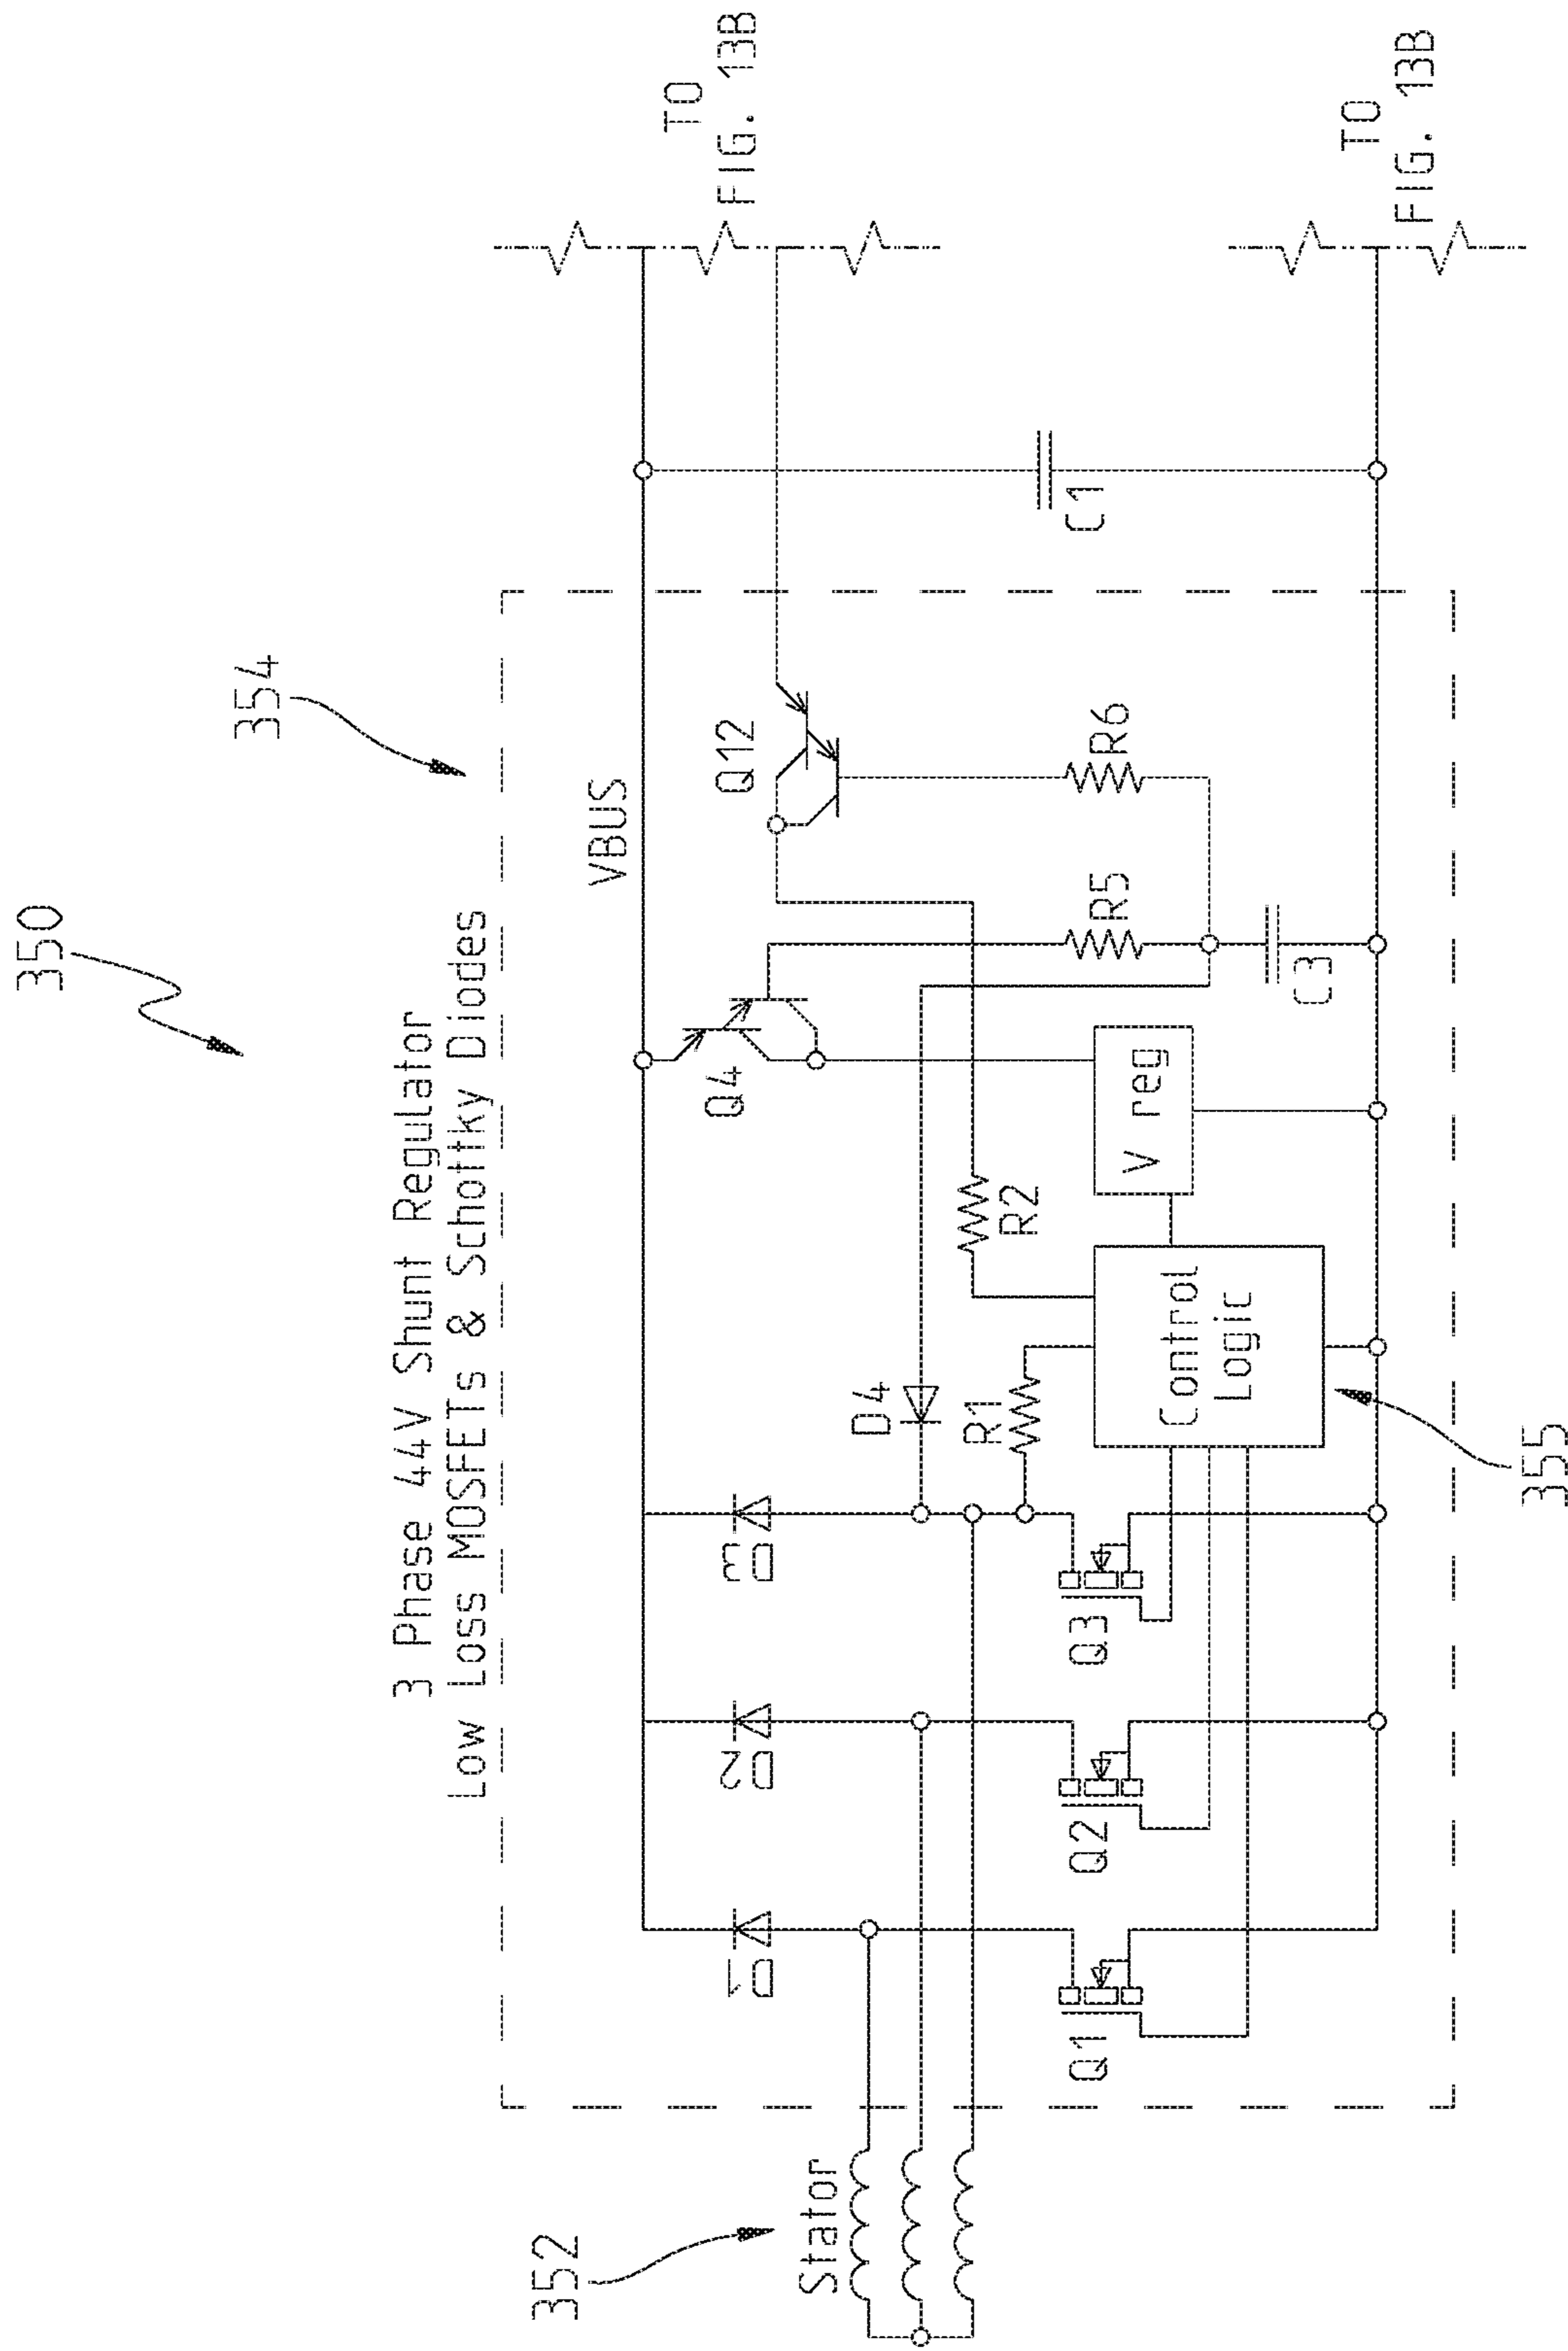 350
354
3 Phase 44V Shunt Regulator
Low Loss MOSFETs & Schottky Diodes
TO
FIG. 13B
VBUS
352
Stator
D1
D2
D3
Q4
Q12
D4
R1
R2
R5
R6
C1
Q1
Q2
Q3
Control
Logic
V reg
C3
355
TO
FIG. 13B